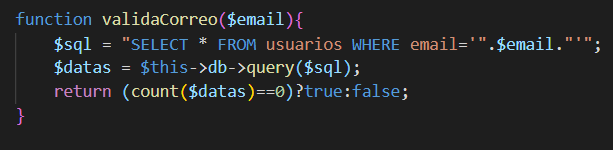 function validaCorreo($email){
$sql = "SELECT * FROM usuarios WHERE email='".$email."'";
$datas = $this->db->query($sql);
return (count($datas)==0)?true:false;
}